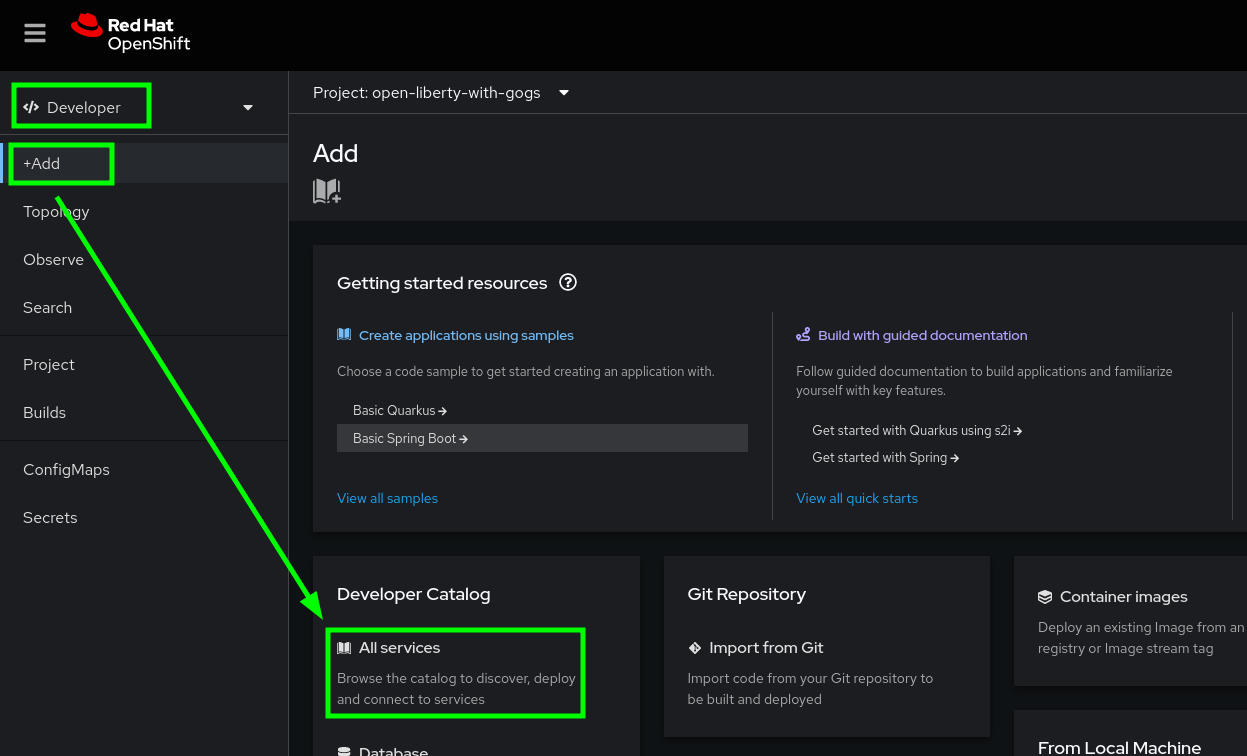 Red Hat
OpenShift
Developer
Project: open-liberty-with-gogs
+Add
Topology
Observe
Search
Project
Builds
ConfigMaps
Secrets
Add
Getting started resources
Create applications using samples
Choose a code sample to get started creating an application with.
Basic Quarkus
Basic Spring Boot
View all samples
Build with guided documentation
Follow guided documentation to build applications and familiarize
yourself with key features.
Get started with Quarkus using s2i
Get started with Spring
View all quick starts
Developer Catalog
All services
Browse the catalog to discover, deploy
and connect to services
Database
Git Repository
Import from Git
Import code from your Git repository to
be built and deployed
Container images
Deploy an existing Image from an
registry or Image stream tag
From Local Machine